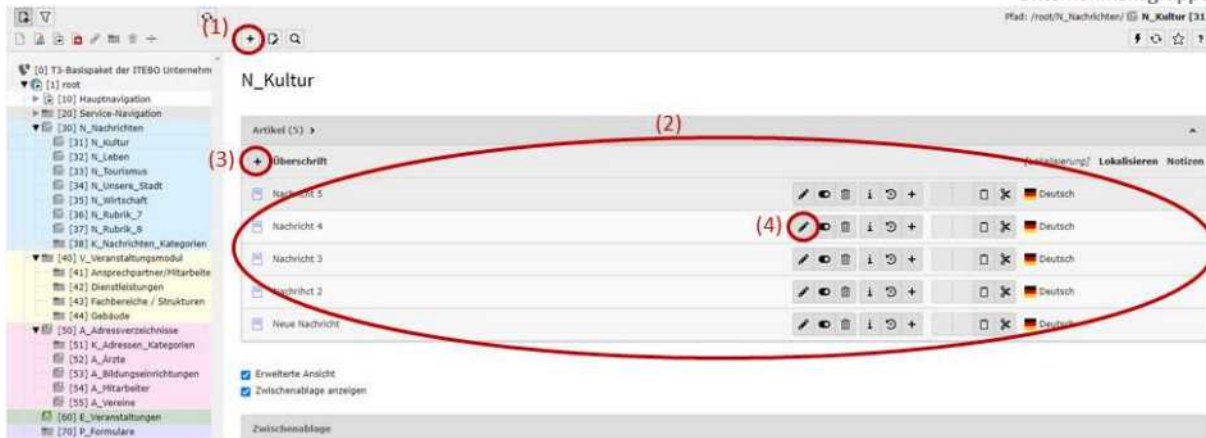 Pfad: /root/N_Nachrichten/ N_Kultur [31
(1)
[0] T3-Basispaket der ITEBO Unternehm
[1] root
[10] Hauptnavigation
[20] Service-Navigation
[30] N_Nachrichten
[31] N_Kultur
[32] N_Leben
[33] N_Tourismus
[34] N_Unsere_Stadt
[35] N_Wirtschaft
[36] N_Rubrik_7
[37] N_Rubrik_8
[38] K_Nachrichten_Kategorien
[40] V_Veranstaltungsmodul
[41] Ansprechpartner/Mitarbeite
[42] Dienstleistungen
[43] Fachbereiche / Strukturen
[44] Gebäude
[50] A_Adressverzeichnisse
[51] K_Adressen_Kategorien
[52] A_Ärzte
[53] A_Bildungseinrichtungen
[54] A_Mitarbeiter
[55] A_Vereine
[60] E_Veranstaltungen
[70] P_Formulare
N_Kultur
Artikel (5)
(2)
(3)
Überschrift [Lokalisierung] Lokalisieren Notizen
Nachricht 5 Deutsch
Nachricht 4 (4) Deutsch
Nachricht 3 Deutsch
Nachrihct 2 Deutsch
Neue Nachricht Deutsch
Erweiterte Ansicht
Zwischenablage anzeigen
Zwischenablage